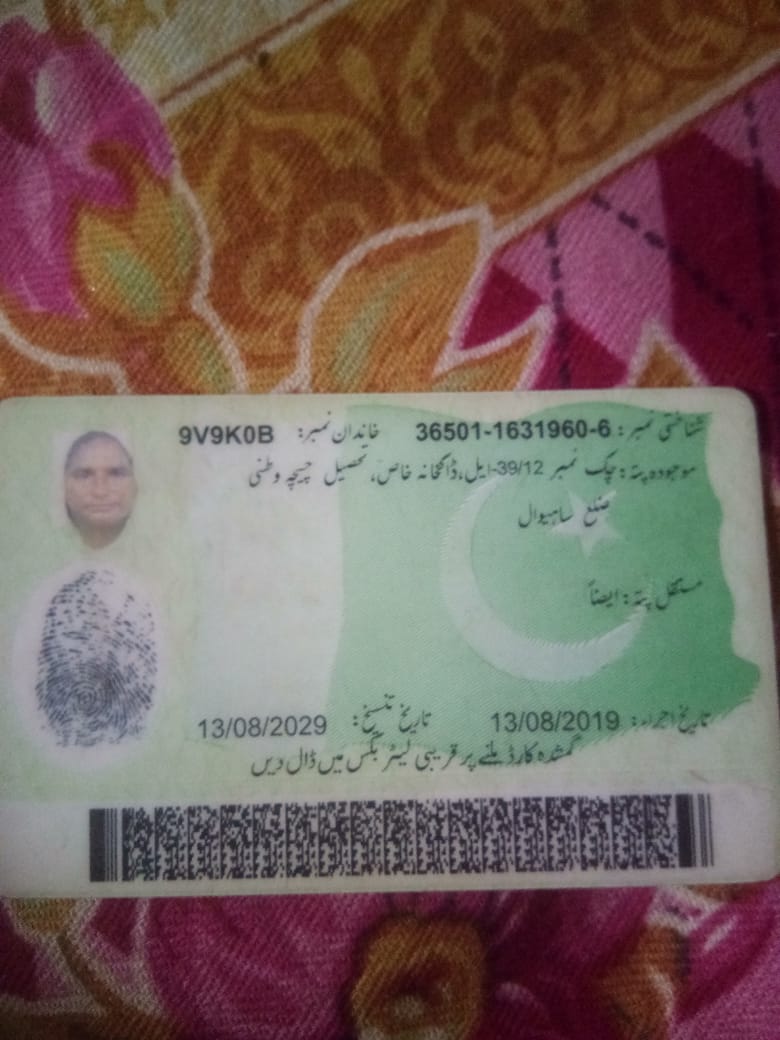 شناختی نمبر: 36501-1631960-6 خاندان نمبر: 9V9K0B
موجودہ پتہ: چک نمبر 39/12-ایل، ڈاکخانہ خاص، تحصیل چیچہ وطنی
ضلع ساہیوال
مستقل پتہ: ایضاً
تاریخ اجراء: 13/08/2019 تاریخ تنسیخ: 13/08/2029
گمشدہ کارڈ ملنے پر قریبی لیٹر بکس میں ڈال دیں